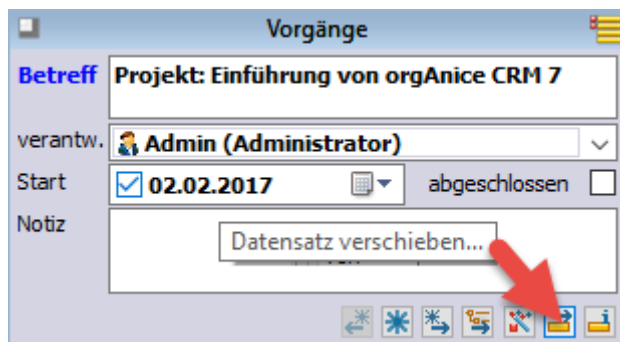 Vorgänge
Betreff Projekt: Einführung von orgAnice CRM 7
verantw. Admin (Administrator)
Start 02.02.2017 abgeschlossen
Notiz
Datensatz verschieben...